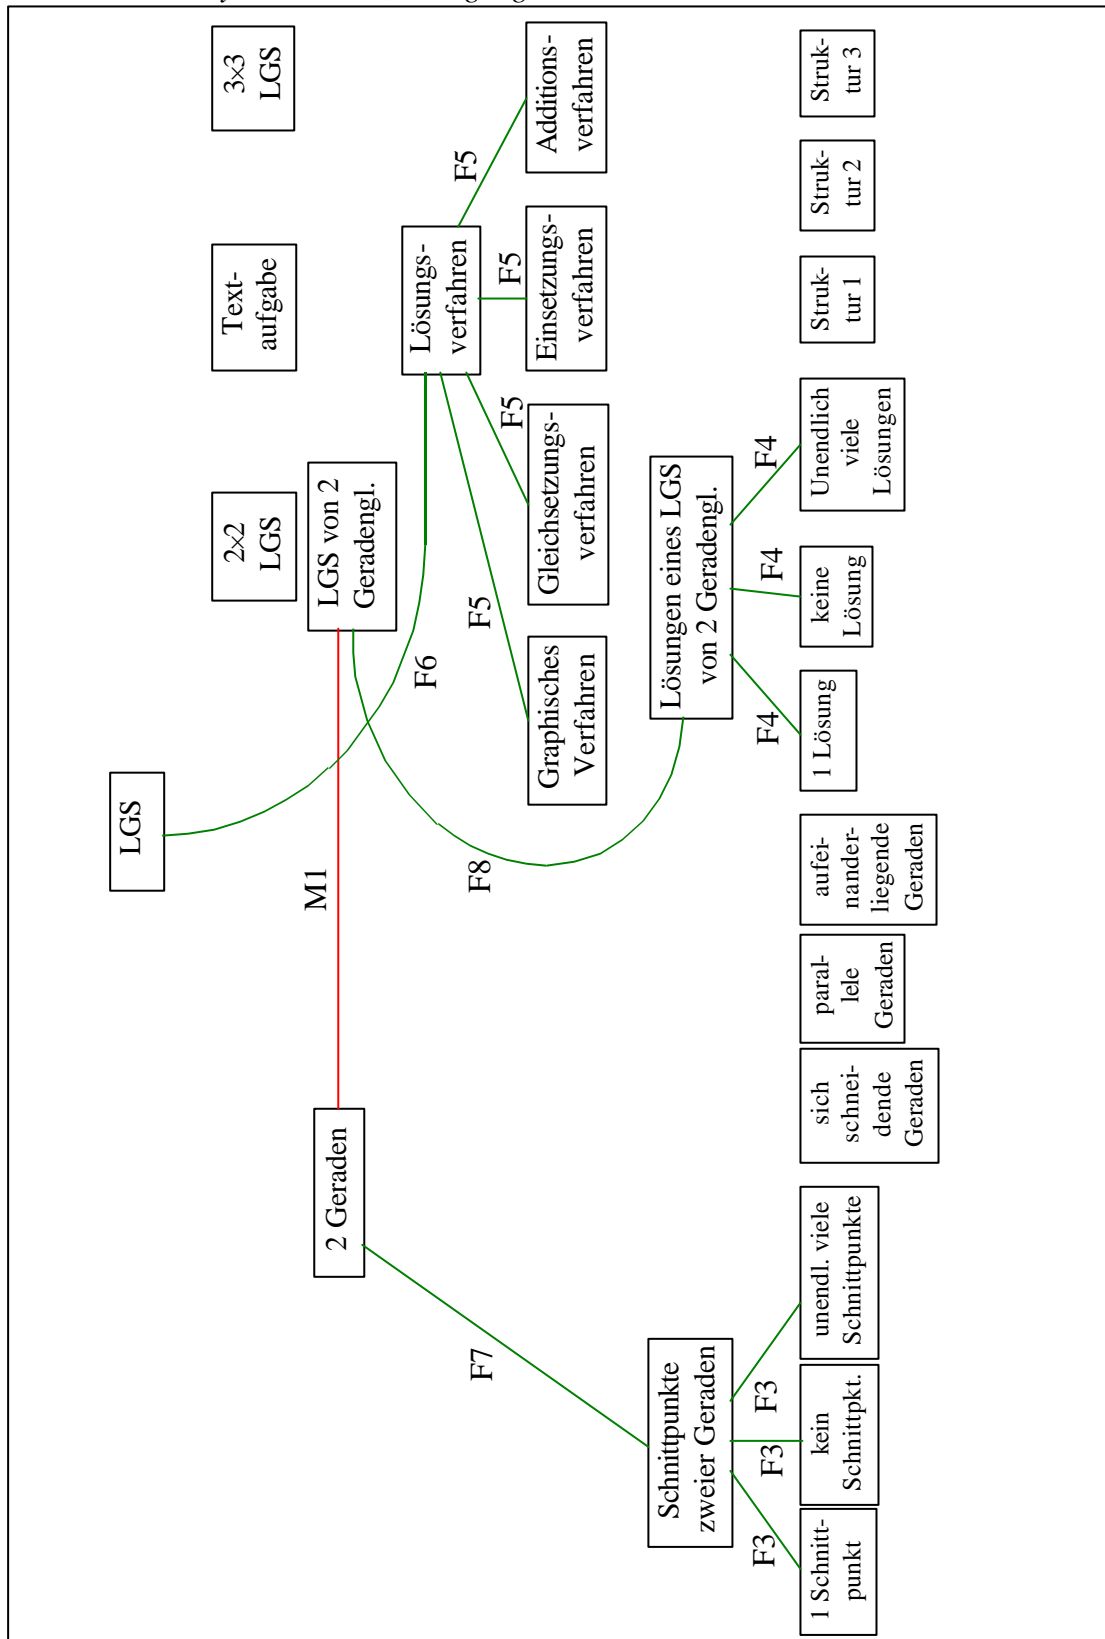 LGS
2×2
LGS
Text-
aufgabe
3×3
LGS
2 Geraden
M1
LGS von 2
Geradengl.
F6
Lösungs-
verfahren
F7
F8
F5
F5
F5
F5
Graphisches
Verfahren
Gleichsetzungs-
verfahren
Einsetzungs-
verfahren
Additions-
verfahren
Schnittpunkte
zweier Geraden
Lösungen eines LGS
von 2 Geradengl.
F3
F3
F3
F4
F4
F4
1 Schnitt-
punkt
kein
Schnittpkt.
unendl. viele
Schnittpunkte
sich
schnei-
dende
Geraden
paral-
lele
Geraden
aufei-
nander-
liegende
Geraden
1 Lösung
keine
Lösung
Unendlich
viele
Lösungen
Struk-
tur 1
Struk-
tur 2
Struk-
tur 3